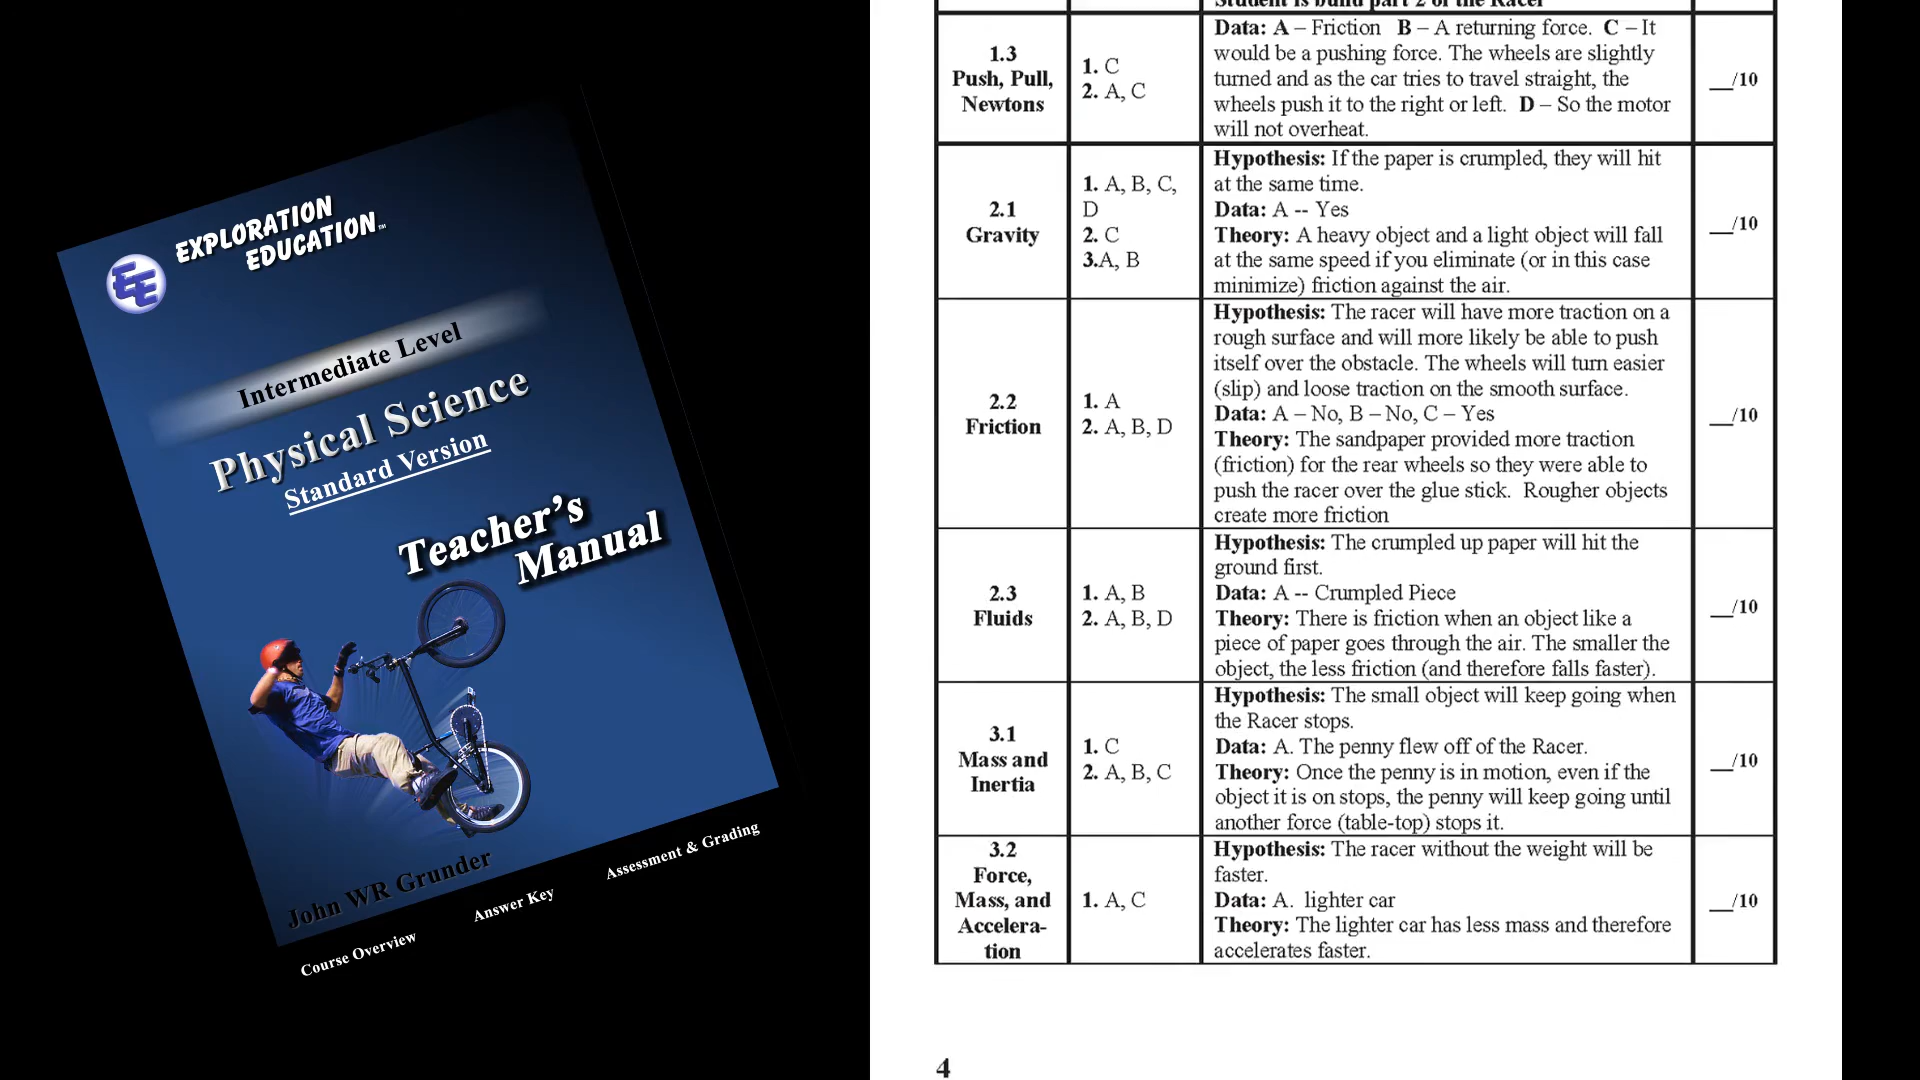 EXPLORATION
EDUCATION™
EE
Intermediate Level
Physical Science
Standard Version
Teacher's
Manual
John WR Grunder
Course Overview
Answer Key
Assessment & Grading
Student is build part 2 of the Racer
1.3
Push, Pull,
Newtons
1. C
2. A, C
Data: A – Friction B – A returning force. C – It
would be a pushing force. The wheels are slightly
turned and as the car tries to travel straight, the
wheels push it to the right or left. D – So the motor
will not overheat.
__/10
2.1
Gravity
1. A, B, C,
D
2. C
3.A, B
Hypothesis: If the paper is crumpled, they will hit
at the same time.
Data: A -- Yes
Theory: A heavy object and a light object will fall
at the same speed if you eliminate (or in this case
minimize) friction against the air.
__/10
2.2
Friction
1. A
2. A, B, D
Hypothesis: The racer will have more traction on a
rough surface and will more likely be able to push
itself over the obstacle. The wheels will turn easier
(slip) and loose traction on the smooth surface.
Data: A – No, B – No, C – Yes
Theory: The sandpaper provided more traction
(friction) for the rear wheels so they were able to
push the racer over the glue stick. Rougher objects
create more friction
__/10
2.3
Fluids
1. A, B
2. A, B, D
Hypothesis: The crumpled up paper will hit the
ground first.
Data: A -- Crumpled Piece
Theory: There is friction when an object like a
piece of paper goes through the air. The smaller the
object, the less friction (and therefore falls faster).
__/10
3.1
Mass and
Inertia
1. C
2. A, B, C
Hypothesis: The small object will keep going when
the Racer stops.
Data: A. The penny flew off of the Racer.
Theory: Once the penny is in motion, even if the
object it is on stops, the penny will keep going until
another force (table-top) stops it.
__/10
3.2
Force,
Mass, and
Accelera-
tion
1. A, C
Hypothesis: The racer without the weight will be
faster.
Data: A. lighter car
Theory: The lighter car has less mass and therefore
accelerates faster.
__/10
4